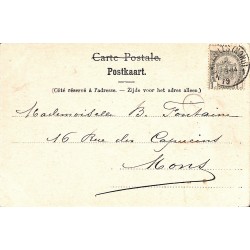 Carte Postale.
Postkaart.
(Côté réservé à l'adresse. - Zijde voor het adres alleen.)
Mademoiselle B. Fontaine
16 Rue des Capucins
Mons